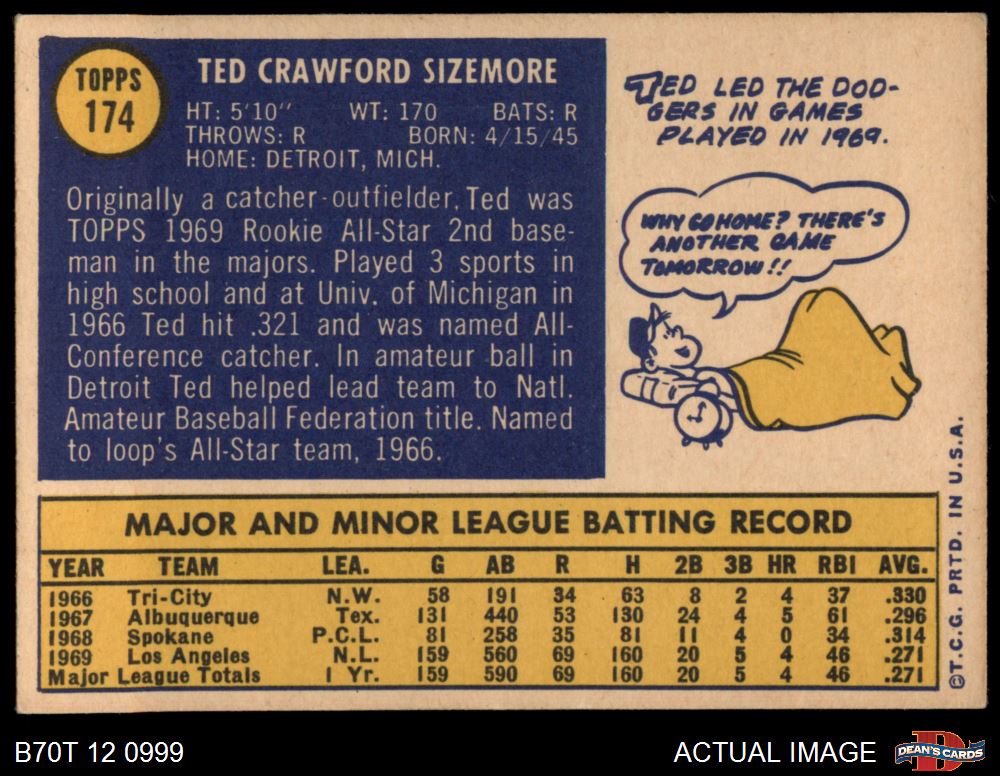 TOPPS
174
TED CRAWFORD SIZEMORE
HT: 5'10" WT: 170 BATS: R
THROWS: R BORN: 4/15/45
HOME: DETROIT, MICH.
Originally a catcher-outfielder, Ted was
TOPPS 1969 Rookie All-Star 2nd base-
man in the majors. Played 3 sports in
high school and at Univ. of Michigan in
1966 Ted hit .321 and was named All-
Conference catcher. In amateur ball in
Detroit Ted helped lead team to Natl.
Amateur Baseball Federation title. Named
to loop's All-Star team, 1966.
TED LED THE DOD-
GERS IN GAMES
PLAYED IN 1969.
WHY GO HOME? THERE'S
ANOTHER GAME
TOMORROW!!
MAJOR AND MINOR LEAGUE BATTING RECORD
YEAR TEAM LEA. G AB R H 2B 3B HR RBI AVG.
1966 Tri-City N.W. 58 191 34 63 8 2 4 37 .330
1967 Albuquerque Tex. 131 440 53 130 24 4 5 61 .296
1968 Spokane P.C.L. 81 258 35 81 11 4 0 34 .314
1969 Los Angeles N.L. 159 560 69 160 20 5 4 46 .271
Major League Totals 1 Yr. 159 590 69 160 20 5 4 46 .271
©T.C.G. PRTD. IN U.S.A.
B70T 12 0999
ACTUAL IMAGE
D
DEAN'S CARDS